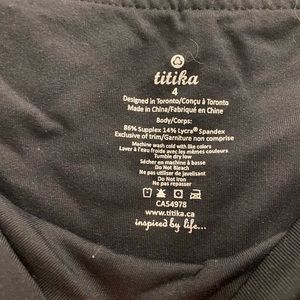 titika
4
Designed in Toronto/Conçu à Toronto
Made in China/Fabriqué en Chine
Body/Corps:
86% Supplex 14% Lycra® Spandex
Exclusive of trim/Garniture non comprise
Machine wash cold with like colors
Laver à l'eau froide avec les mêmes couleurs.
Tumble dry low
Sécher en machine à basse
Do Not Bleach
Ne pas utiliser de javellisant
Do Not Iron
Ne pas repasser
CA54978
www.titika.ca
inspired by life...